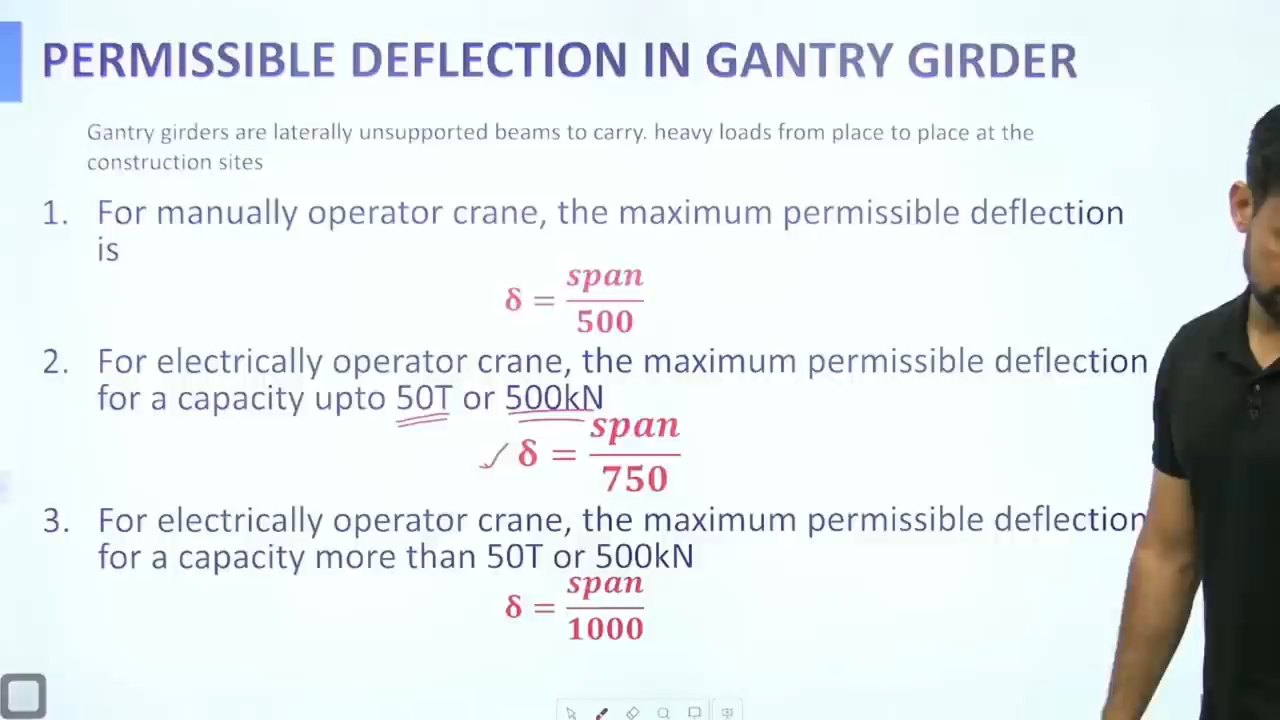 PERMISSIBLE DEFLECTION IN GANTRY GIRDER
Gantry girders are laterally unsupported beams to carry. heavy loads from place to place at the
construction sites
1. For manually operator crane, the maximum permissible deflection
is
δ = span/500
2. For electrically operator crane, the maximum permissible deflection
for a capacity upto 50T or 500kN
δ = span/750
3. For electrically operator crane, the maximum permissible deflection
for a capacity more than 50T or 500kN
δ = span/1000